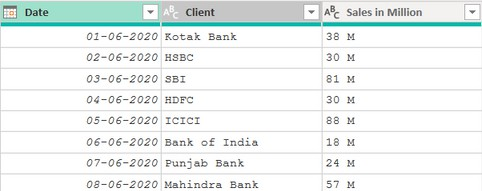 Date ABC Client ABC Sales in Million
01-06-2020 Kotak Bank 38 M
02-06-2020 HSBC 30 M
03-06-2020 SBI 81 M
04-06-2020 HDFC 30 M
05-06-2020 ICICI 88 M
06-06-2020 Bank of India 18 M
07-06-2020 Punjab Bank 24 M
08-06-2020 Mahindra Bank 57 M